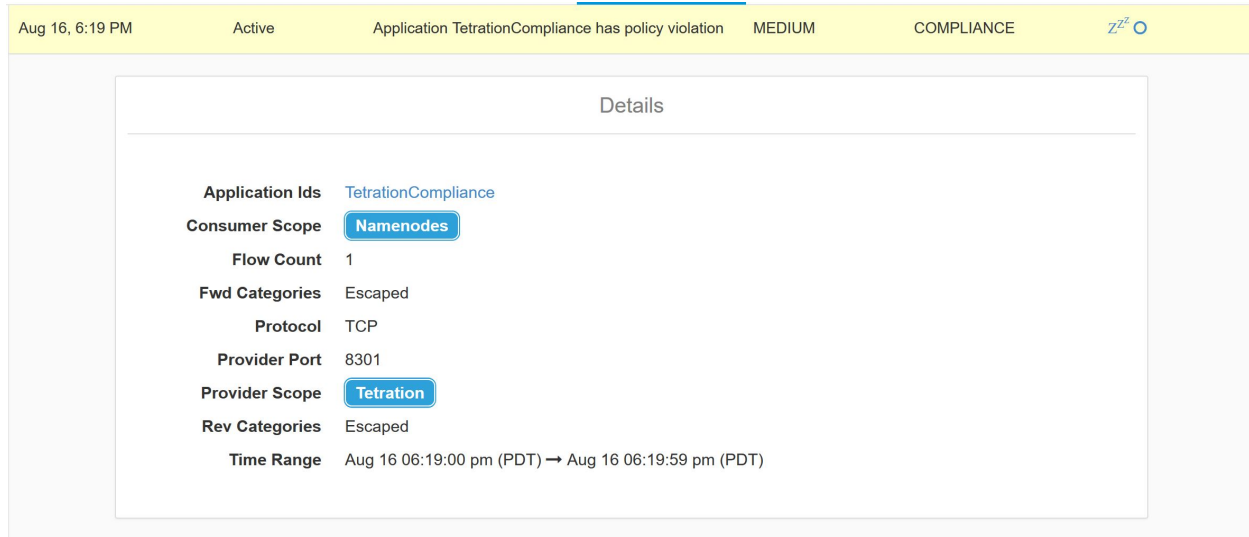 Aug 16, 6:19 PM Active Application TetrationCompliance has policy violation MEDIUM COMPLIANCE zzz
Details
Application Ids TetrationCompliance
Consumer Scope Namenodes
Flow Count 1
Fwd Categories Escaped
Protocol TCP
Provider Port 8301
Provider Scope Tetration
Rev Categories Escaped
Time Range Aug 16 06:19:00 pm (PDT) → Aug 16 06:19:59 pm (PDT)